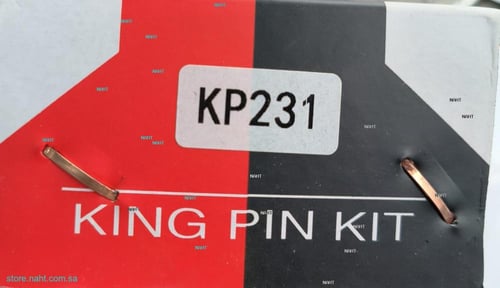 KP231
KING PIN KIT
store.naht.com.sa